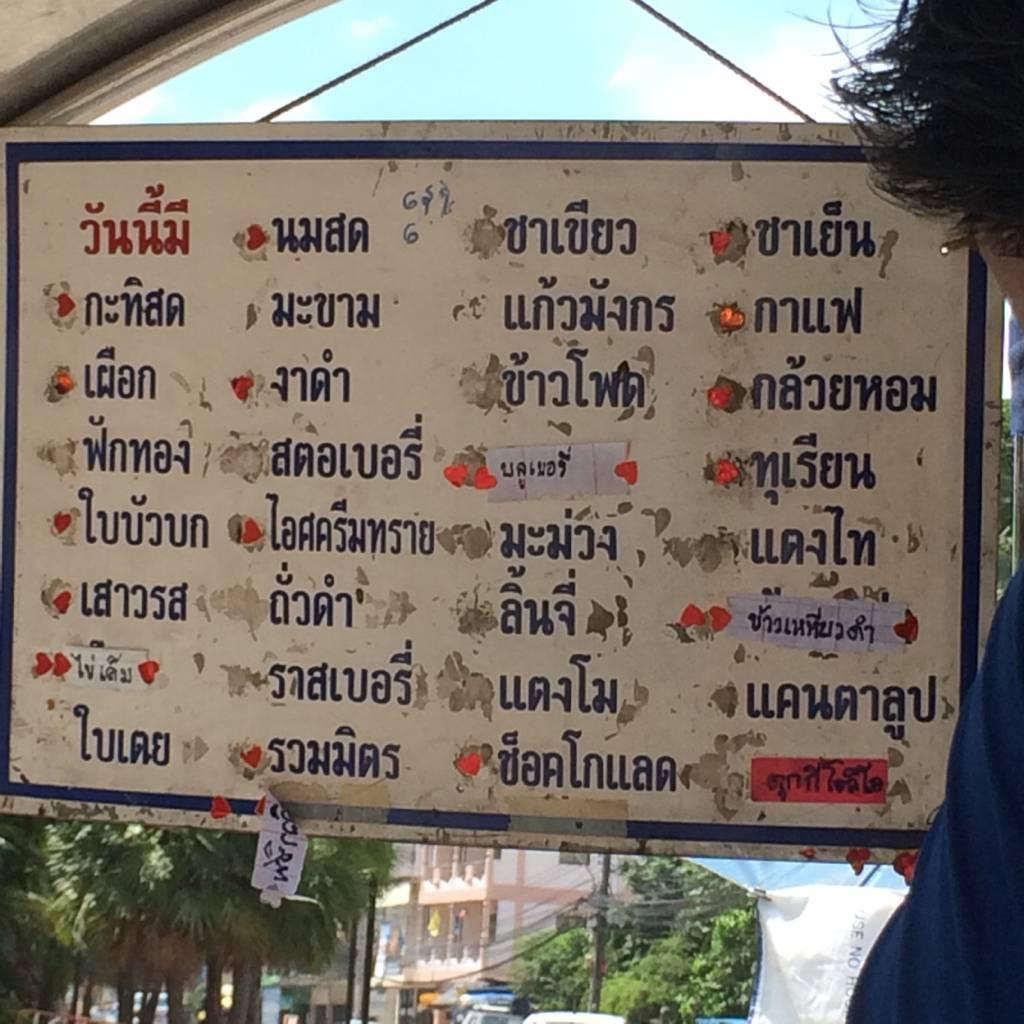 วันนี้มี
กะทิสด
เผือก
ฟักทอง
ใบบัวบก
เสาวรส
ไข่เค็ม
ใบเตย
นมสด
มะขาม
งาดำ
สตอเบอรี่
ไอศครีมทราย
ถั่วดำ
ราสเบอรี่
รวมมิตร
ชาเขียว
แก้วมังกร
ข้าวโพด
บลูเบอรี่
มะม่วง
ลิ้นจี่
แตงโม
ช็อคโกแลด
ชาเย็น
กาแฟ
กล้วยหอม
ทุเรียน
แตงไท
ข้าวเหนียวดำ
แคนตาลูป
USE NO